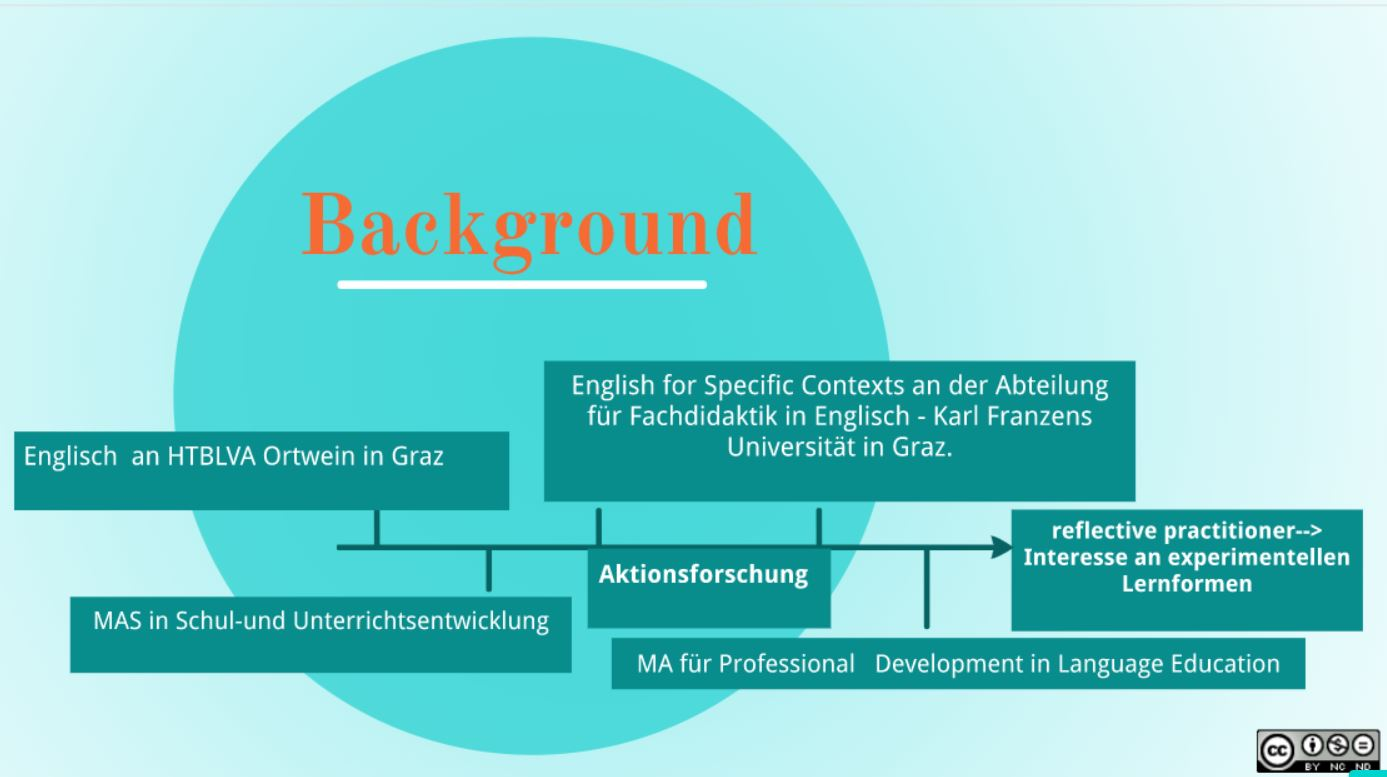 Background
Englisch  an HTBLVA Ortwein in Graz
English for Specific Contexts an der Abteilung
für Fachdidaktik in Englisch - Karl Franzens
Universität in Graz.
MAS in Schul-und Unterrichtsentwicklung
Aktionsforschung
MA für Professional   Development in Language Education
reflective practitioner-->
Interesse an experimentellen
Lernformen
cc
BY NC ND